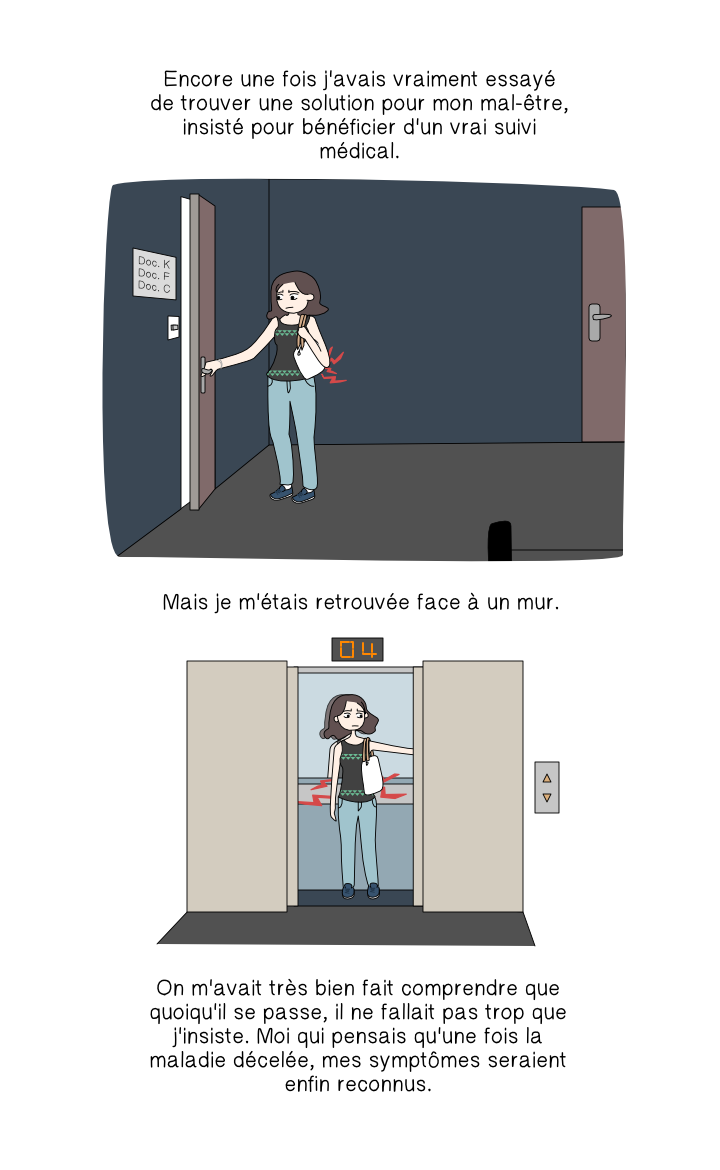 Encore une fois j'avais vraiment essayé
de trouver une solution pour mon mal-être,
insisté pour bénéficier d'un vrai suivi
médical.
Doc. K
Doc. F
Doc. C
Mais je m'étais retrouvée face à un mur.
04
On m'avait très bien fait comprendre que
quoiqu'il se passe, il ne fallait pas trop que
j'insiste. Moi qui pensais qu'une fois la
maladie décelée, mes symptômes seraient
enfin reconnus.